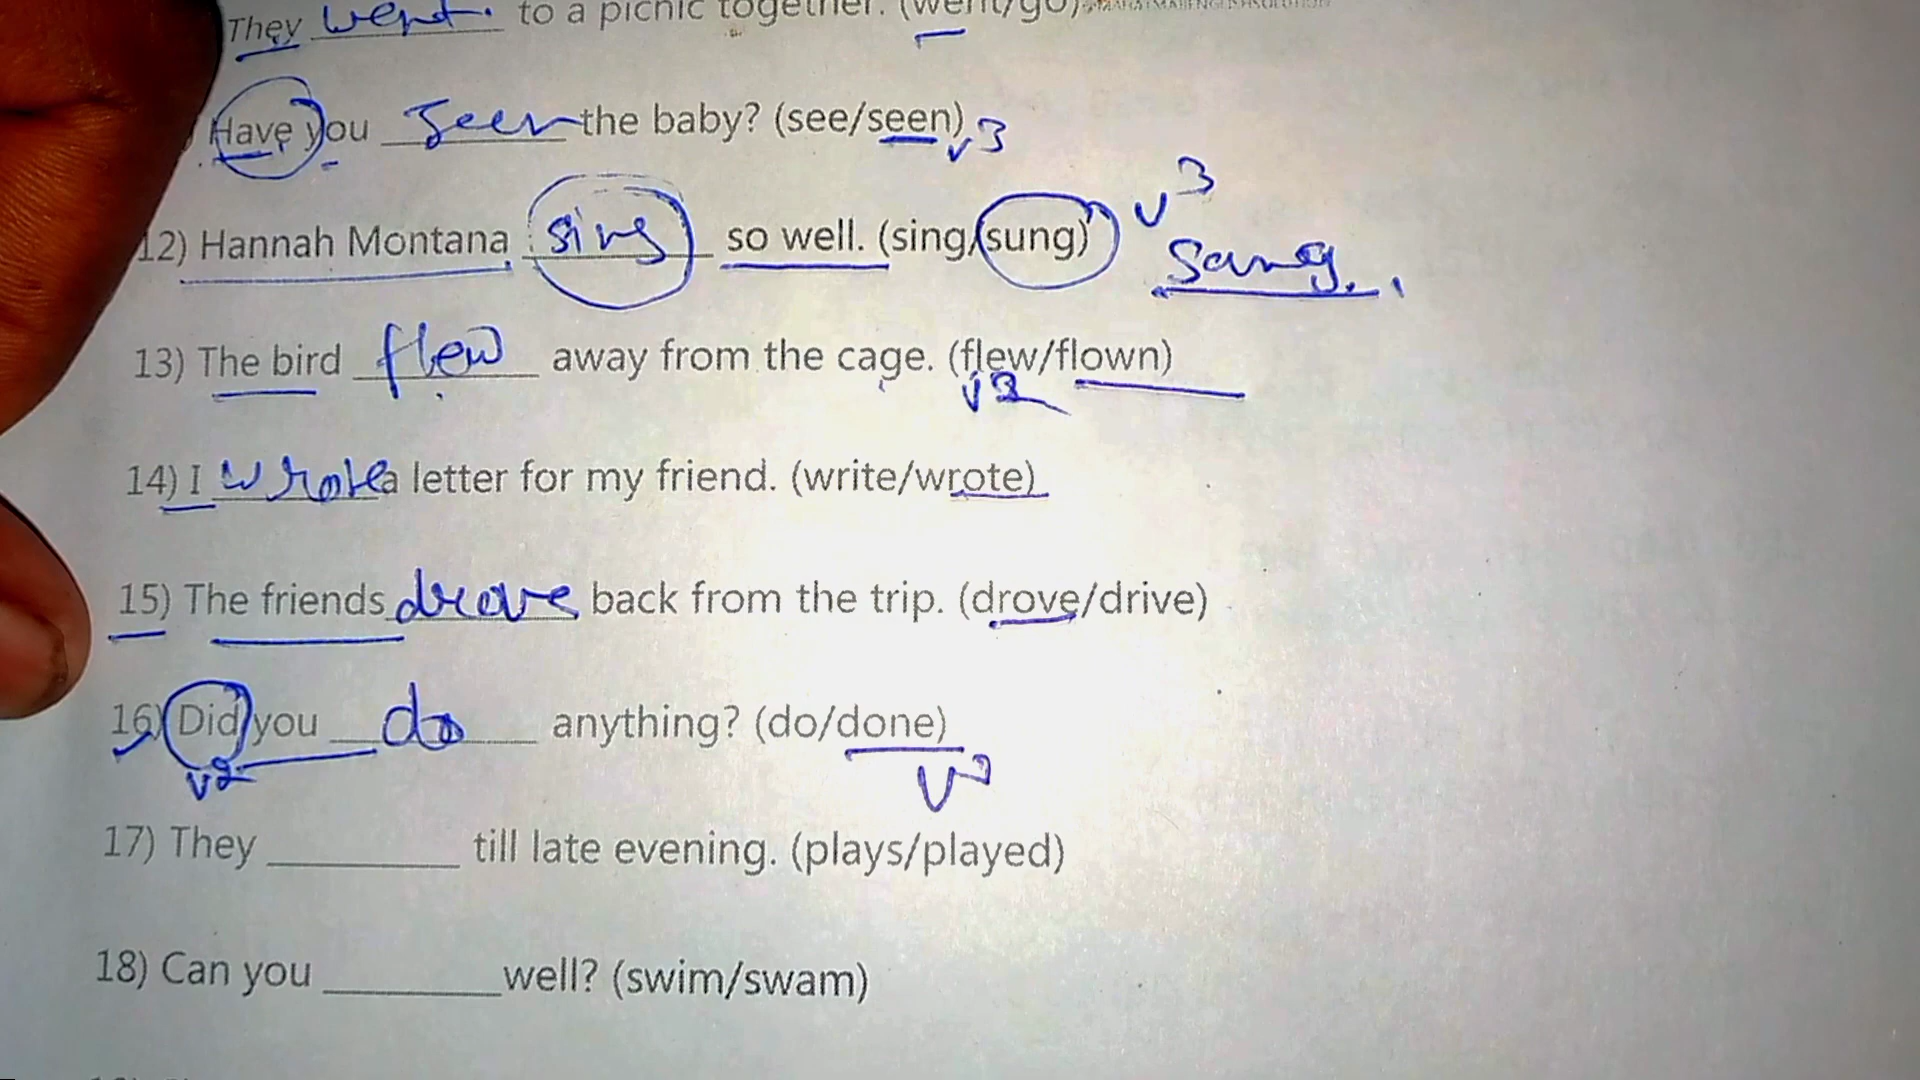 They went. to a picnic together. (went/go)
Have you seen the baby? (see/seen) v3
v3
12) Hannah Montana sing so well. (sing/sung) sang.
13) The bird flew away from the cage. (flew/flown)
v2
14) I wrote a letter for my friend. (write/wrote)
15) The friends drove back from the trip. (drove/drive)
16) Did you do anything? (do/done)
v2 v3
17) They __________ till late evening. (plays/played)
18) Can you _________ well? (swim/swam)